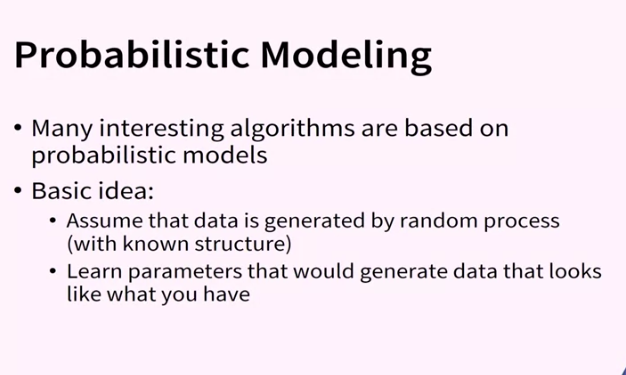 Probabilistic Modeling
• Many interesting algorithms are based on
probabilistic models
• Basic idea:
• Assume that data is generated by random process
(with known structure)
• Learn parameters that would generate data that looks
like what you have